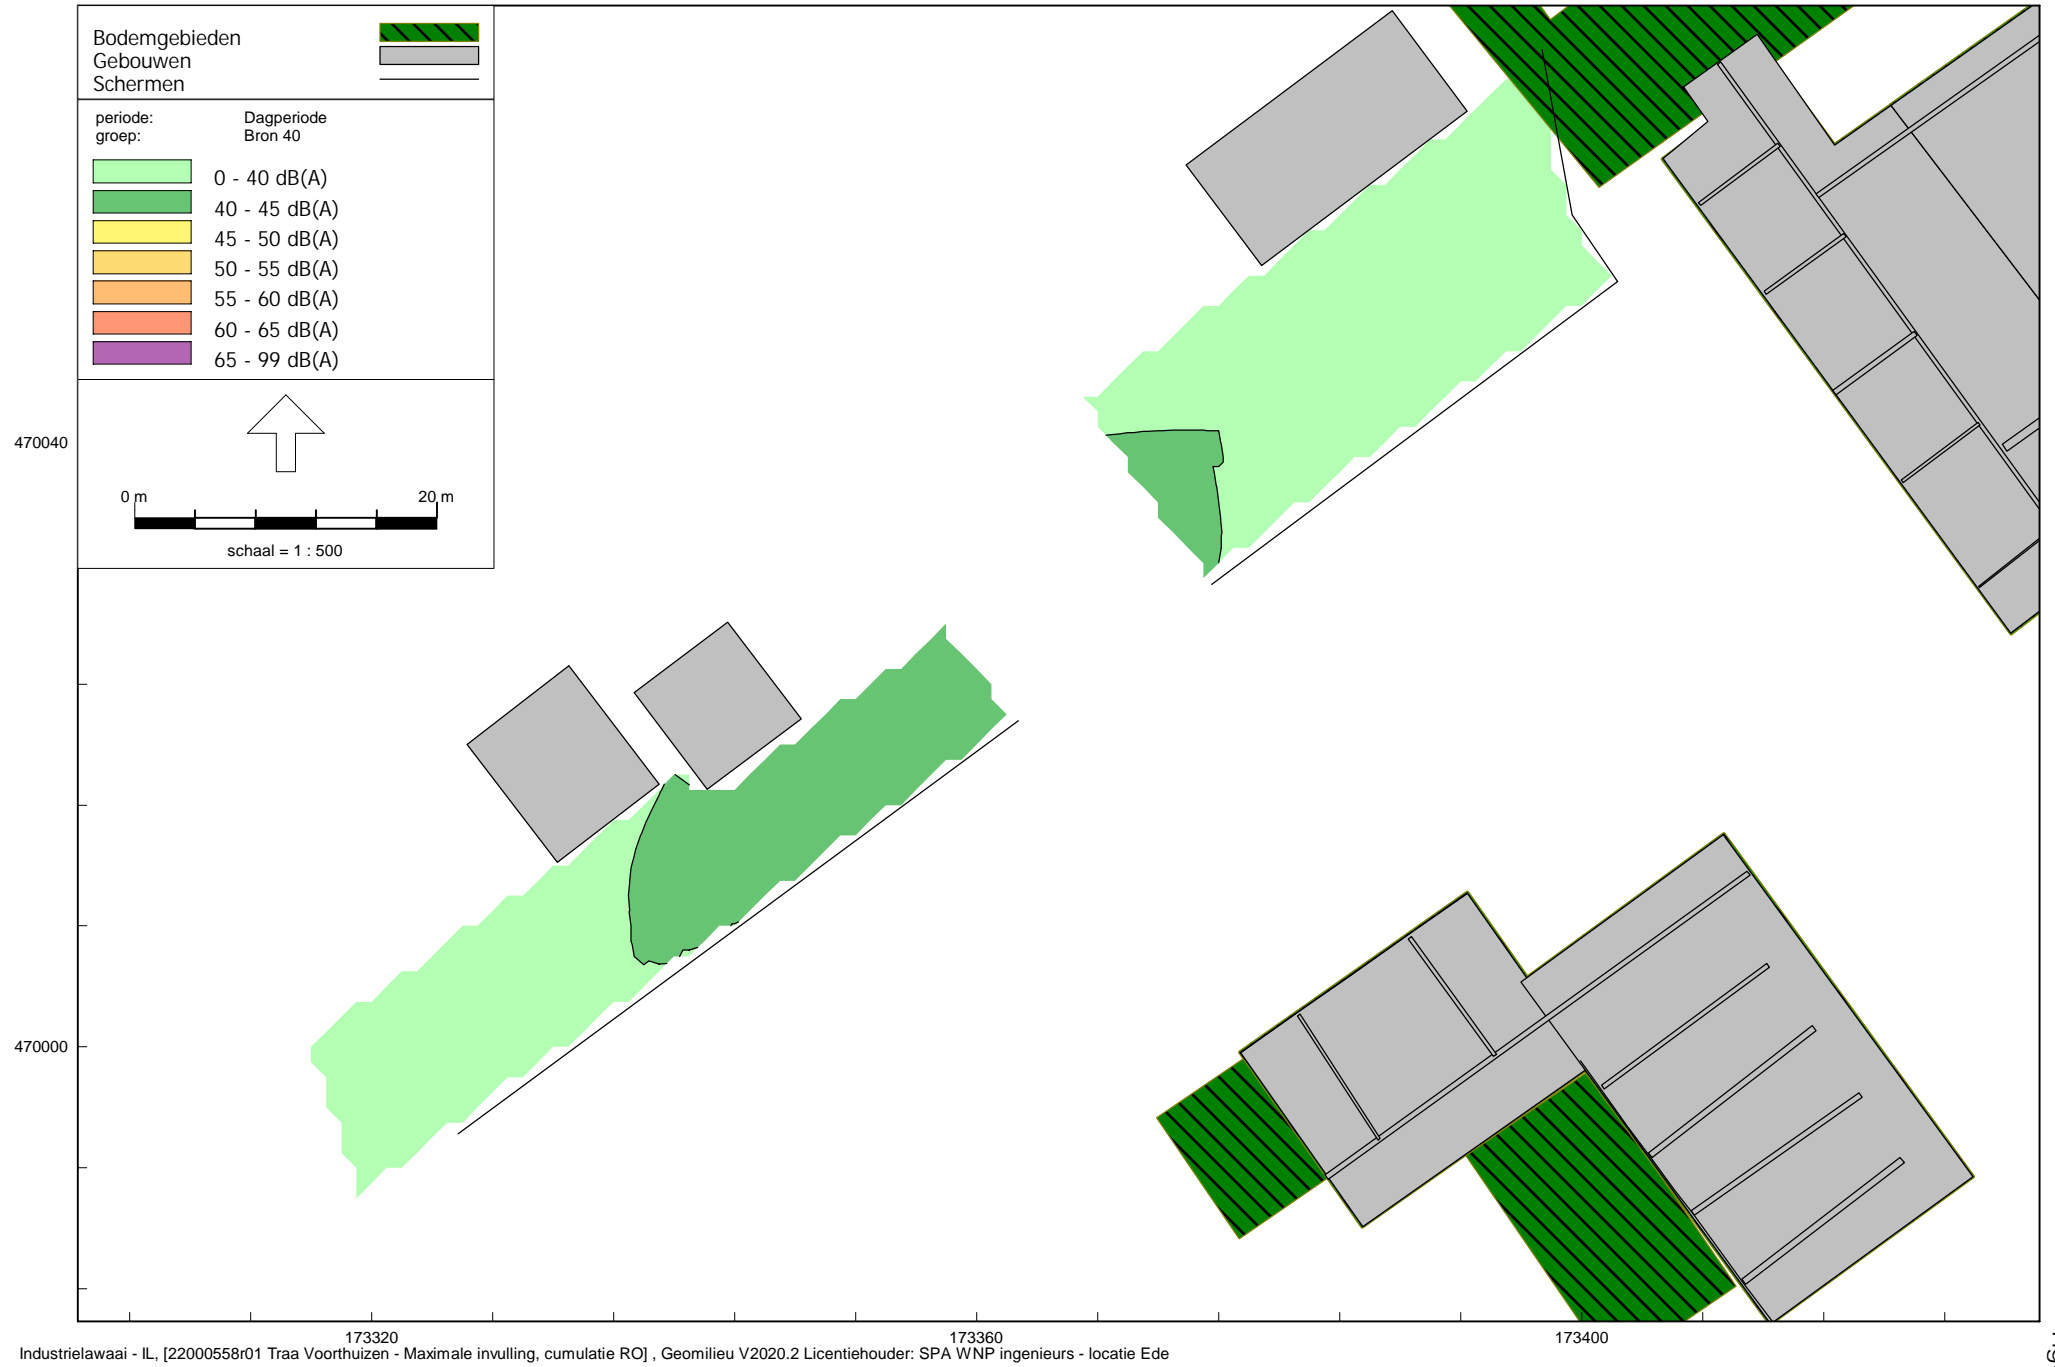 Bodemgebieden
Gebouwen
Schermen
periode: Dagperiode
groep: Bron 40
0 - 40 dB(A)
40 - 45 dB(A)
45 - 50 dB(A)
50 - 55 dB(A)
55 - 60 dB(A)
60 - 65 dB(A)
65 - 99 dB(A)
0 m 20 m
schaal = 1 : 500
470040
470000
173320 173360 173400
Industrielawaai - IL, [22000558r01 Traa Voorthuizen - Maximale invulling, cumulatie RO] , Geomilieu V2020.2 Licentiehouder: SPA WNP ingenieurs - locatie Ede